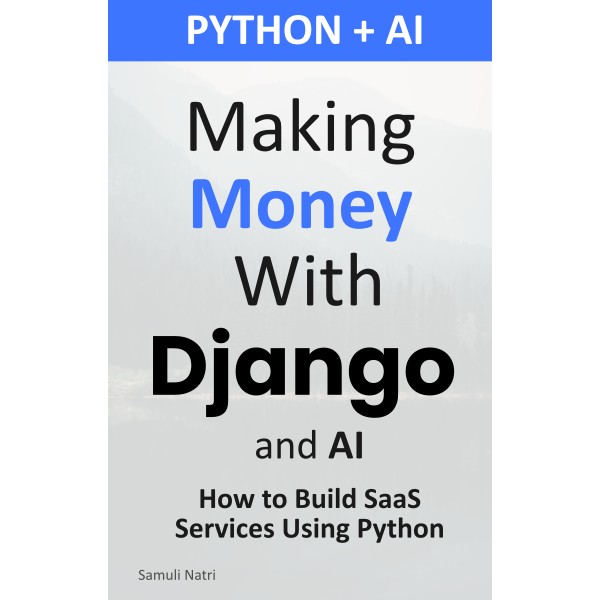 PYTHON + AI
Making
Money
With
Django
and AI
How to Build SaaS
Services Using Python
Samuli Natri